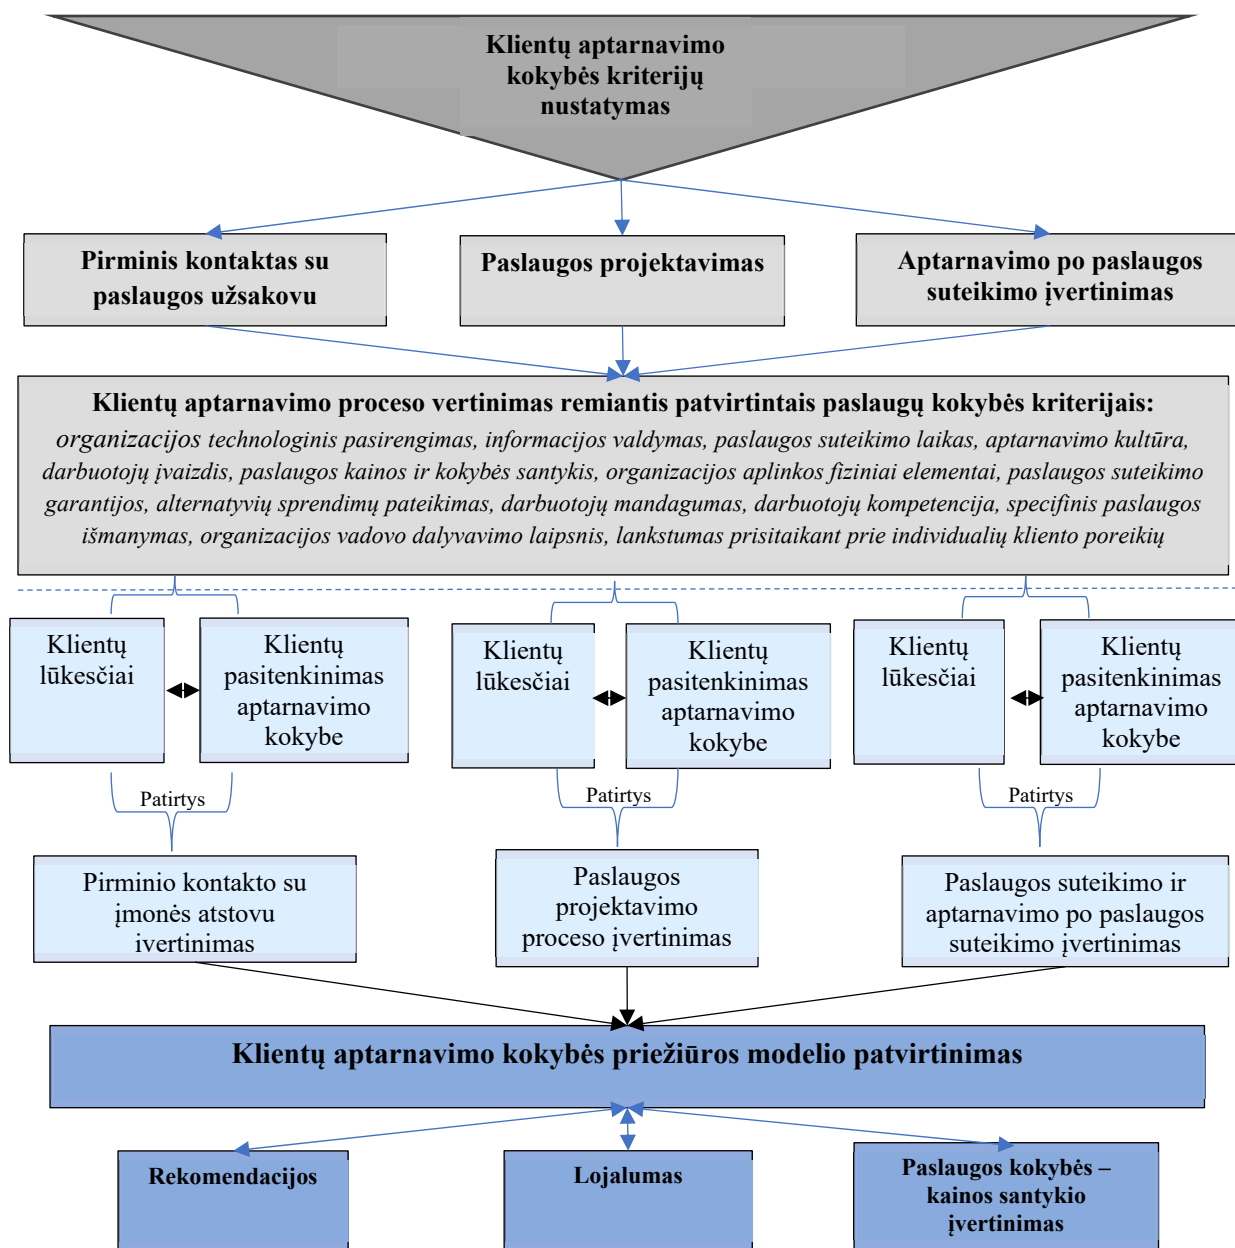 Klientų aptarnavimo
kokybės kriterijų
nustatymas
Pirminis kontaktas su
paslaugos užsakovu
Paslaugos projektavimas
Aptarnavimo po paslaugos
suteikimo įvertinimas
Klientų aptarnavimo proceso vertinimas remiantis patvirtintais paslaugų kokybės kriterijais:
organizacijos technologinis pasirengimas, informacijos valdymas, paslaugos suteikimo laikas, aptarnavimo kultūra,
darbuotojų įvaizdis, paslaugos kainos ir kokybės santykis, organizacijos aplinkos fiziniai elementai, paslaugos suteikimo
garantijos, alternatyvių sprendimų pateikimas, darbuotojų mandagumas, darbuotojų kompetencija, specifinis paslaugos
išmanymas, organizacijos vadovo dalyvavimo laipsnis, lankstumas prisitaikant prie individualių kliento poreikių
Klientų
lūkesčiai
Klientų
pasitenkinimas
aptarnavimo
kokybe
Klientų
lūkesčiai
Klientų
pasitenkinimas
aptarnavimo
kokybe
Klientų
lūkesčiai
Klientų
pasitenkinimas
aptarnavimo
kokybe
Patirtys
Patirtys
Patirtys
Pirminio kontakto su
įmonės atstovu
ivertinimas
Paslaugos
projektavimo
proceso įvertinimas
Paslaugos suteikimo ir
aptarnavimo po paslaugos
suteikimo įvertinimas
Klientų aptarnavimo kokybės priežiūros modelio patvirtinimas
Rekomendacijos
Lojalumas
Paslaugos kokybės –
kainos santykio
įvertinimas